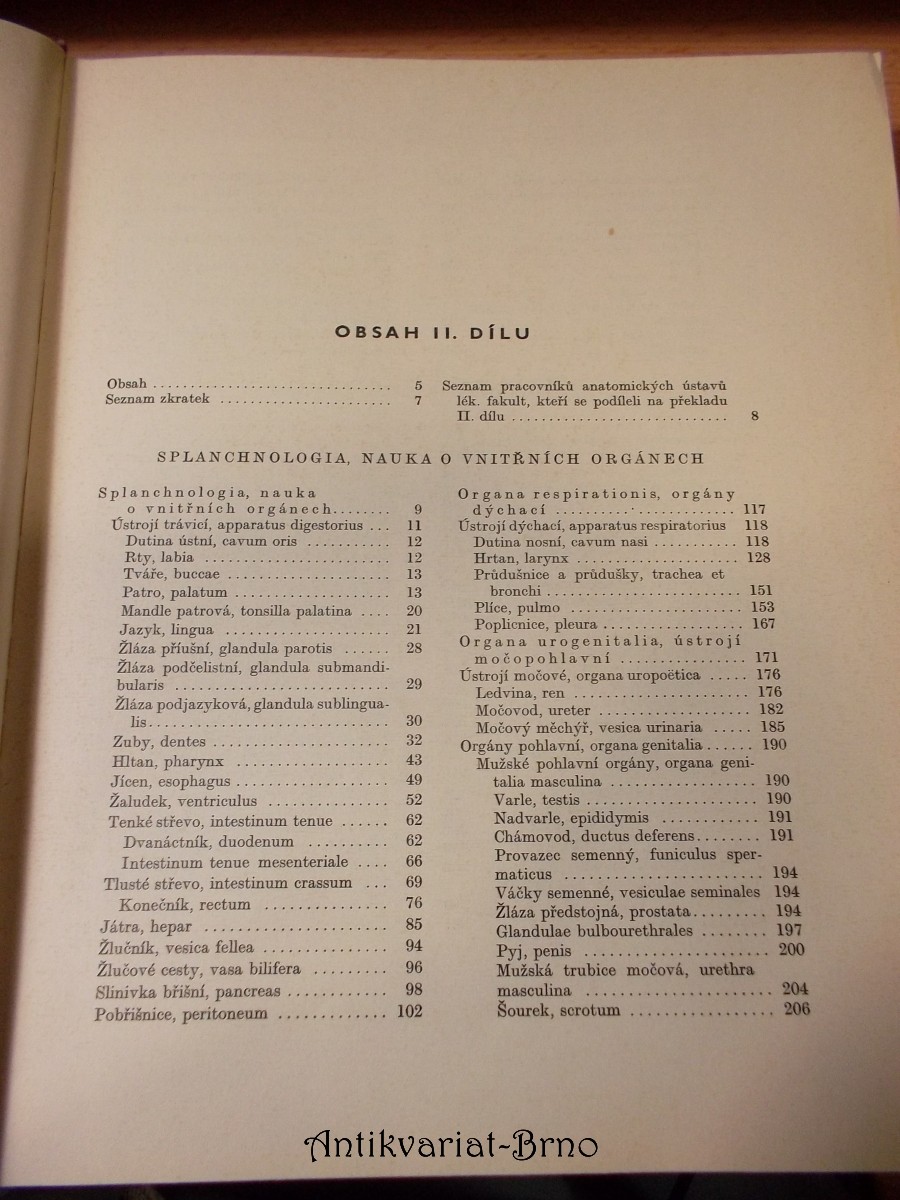 OBSAH II. DÍLU
Obsah ............................... 5
Seznam zkratek ....................... 7
Seznam pracovníků anatomických ústavů
lék. fakult, kteří se podíleli na překladu
II. dílu ............................. 8
SPLANCHNOLOGIA, NAUKA O VNITŘNÍCH ORGÁNECH
Splanchnologia, nauka
o vnitřních orgánech........ 9
Ústrojí trávicí, apparatus digestorius ... 11
Dutina ústní, cavum oris ........... 12
Rty, labia ......................... 12
Tváře, buccae ...................... 13
Patro, palatum ..................... 13
Mandle patrová, tonsilla palatina .... 20
Jazyk, lingua ...................... 21
Žláza příušní, glandula parotis ...... 28
Žláza podčelistní, glandula submandi-
bularis ............................ 29
Žláza podjazyková, glandula sublingua-
lis................................. 30
Zuby, dentes ........................ 32
Hltan, pharynx ...................... 43
Jícen, esophagus .................... 49
Žaludek, ventriculus ................ 52
Tenké střevo, intestinum tenue ...... 62
Dvanáctník, duodenum .......... 62
Intestinum tenue mesenteriale .... 66
Tlusté střevo, intestinum crassum ... 69
Konečník, rectum ................ 76
Játra, hepar ........................ 85
Žlučník, vesica fellea ............... 94
Žlučové cesty, vasa bilifera ......... 96
Slinivka břišní, pancreas ............ 98
Pobřišnice, peritoneum ............. 102
Organa respirationis, orgány
dýchací ........................ 117
Ústrojí dýchací, apparatus respiratorius 118
Dutina nosní, cavum nasi ........... 118
Hrtan, larynx ...................... 128
Průdušnice a průdušky, trachea et
bronchi .......................... 151
Plíce, pulmo ....................... 153
Poplicnice, pleura .................. 167
Organa urogenitalia, ústrojí
močopohlavní ................ 171
Ústrojí močové, organa uropoëtica ..... 176
Ledvina, ren ....................... 176
Močovod, ureter .................... 182
Močový měchýř, vesica urinaria ..... 185
Orgány pohlavní, organa genitalia...... 190
Mužské pohlavní orgány, organa geni-
talia masculina ................... 190
Varle, testis ...................... 190
Nadvarle, epididymis ............ 191
Chámovod, ductus deferens........ 191
Provazec semenný, funiculus sper-
maticus ........................ 194
Váčky semenné, vesiculae seminales 194
Žláza předstojná, prostata......... 194
Glandulae bulbourethrales ........ 197
Pyj, penis ...................... 200
Mužská trubice močová, urethra
masculina ...................... 204
Šourek, scrotum ................. 206
Antikvariat-Brno